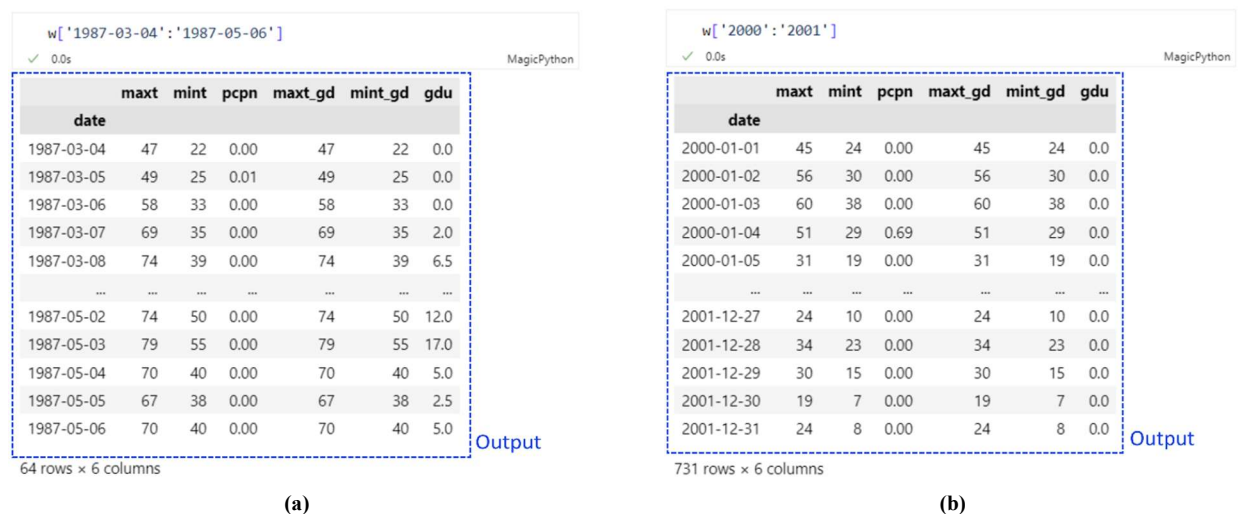 w['1987-03-04':'1987-05-06']
✓ 0.0s MagicPython
maxt mint pcpn maxt_gd mint_gd gdu
date
1987-03-04 47 22 0.00 47 22 0.0
1987-03-05 49 25 0.01 49 25 0.0
1987-03-06 58 33 0.00 58 33 0.0
1987-03-07 69 35 0.00 69 35 2.0
1987-03-08 74 39 0.00 74 39 6.5
... ... ... ... ... ... ...
1987-05-02 74 50 0.00 74 50 12.0
1987-05-03 79 55 0.00 79 55 17.0
1987-05-04 70 40 0.00 70 40 5.0
1987-05-05 67 38 0.00 67 38 2.5
1987-05-06 70 40 0.00 70 40 5.0
Output
64 rows × 6 columns
(a)
w['2000':'2001']
✓ 0.0s MagicPython
maxt mint pcpn maxt_gd mint_gd gdu
date
2000-01-01 45 24 0.00 45 24 0.0
2000-01-02 56 30 0.00 56 30 0.0
2000-01-03 60 38 0.00 60 38 0.0
2000-01-04 51 29 0.69 51 29 0.0
2000-01-05 31 19 0.00 31 19 0.0
... ... ... ... ... ... ...
2001-12-27 24 10 0.00 24 10 0.0
2001-12-28 34 23 0.00 34 23 0.0
2001-12-29 30 15 0.00 30 15 0.0
2001-12-30 19 7 0.00 19 7 0.0
2001-12-31 24 8 0.00 24 8 0.0
Output
731 rows × 6 columns
(b)